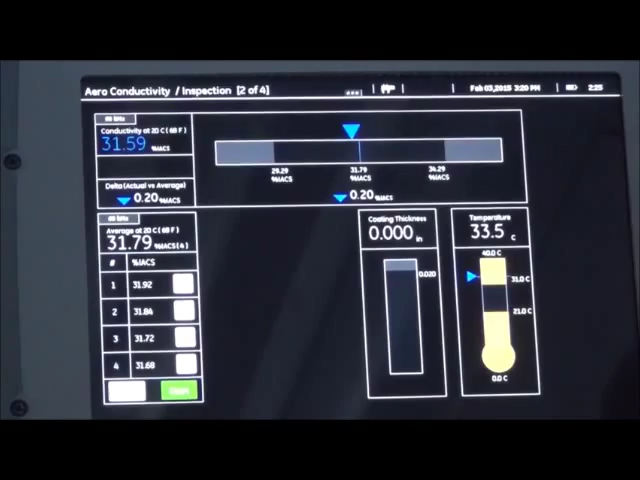 Aero Conductivity / Inspection [2 of 4]
Feb 03,2015 3:20 PM
2:25
60 kHz
Conductivity at 20 C ( 68 F )
31.59 %IACS
Delta (Actual vs Average)
0.20 %IACS
29.29 %IACS
31.79 %IACS
34.29 %IACS
0.20 %IACS
60 kHz
Average at 20 C ( 68 F )
31.79 %IACS ( 4 )
# %IACS
1 31.92
2 31.84
3 31.72
4 31.68
Coating Thickness
0.000 in
0.020
Temperature
33.5 C
40.0 C
31.0 C
21.0 C
0.0 C